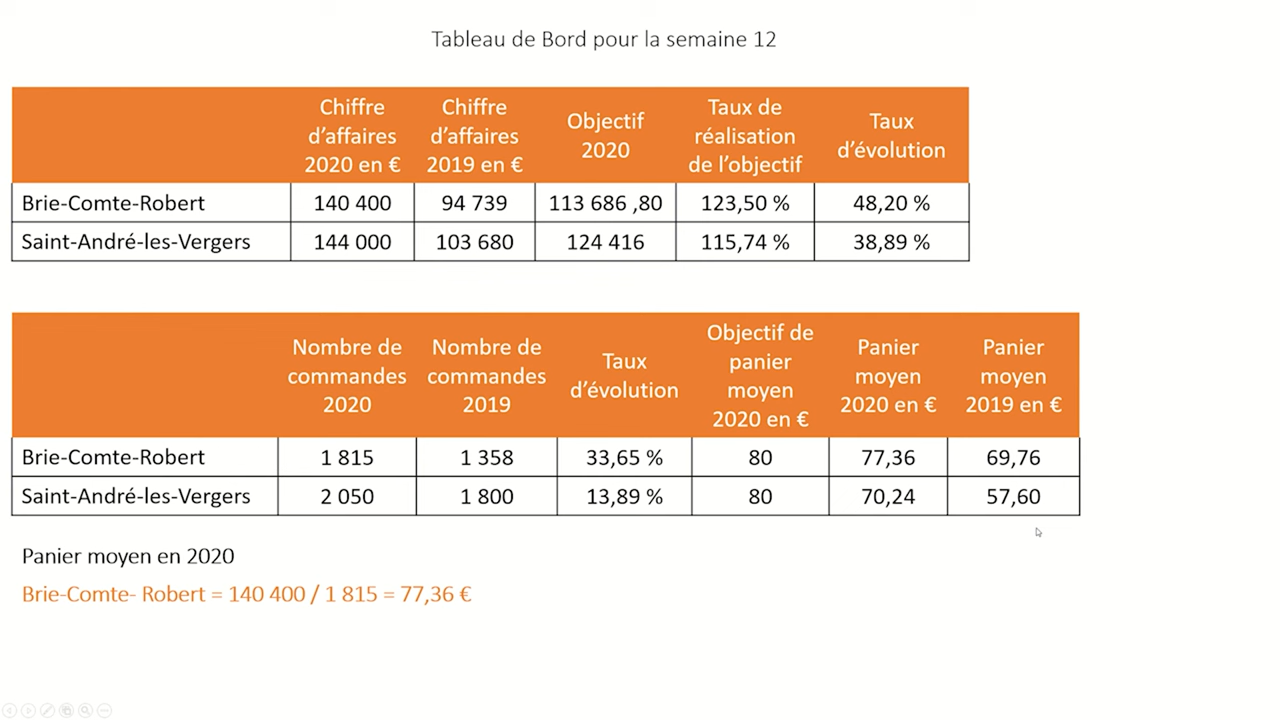 Tableau de Bord pour la semaine 12
Chiffre d'affaires 2020 en € Chiffre d'affaires 2019 en € Objectif 2020 Taux de réalisation de l'objectif Taux d'évolution
Brie-Comte-Robert 140 400 94 739 113 686 ,80 123,50 % 48,20 %
Saint-André-les-Vergers 144 000 103 680 124 416 115,74 % 38,89 %
Nombre de commandes 2020 Nombre de commandes 2019 Taux d'évolution Objectif de panier moyen 2020 en € Panier moyen 2020 en € Panier moyen 2019 en €
Brie-Comte-Robert 1 815 1 358 33,65 % 80 77,36 69,76
Saint-André-les-Vergers 2 050 1 800 13,89 % 80 70,24 57,60
Panier moyen en 2020
Brie-Comte- Robert = 140 400 / 1 815 = 77,36 €